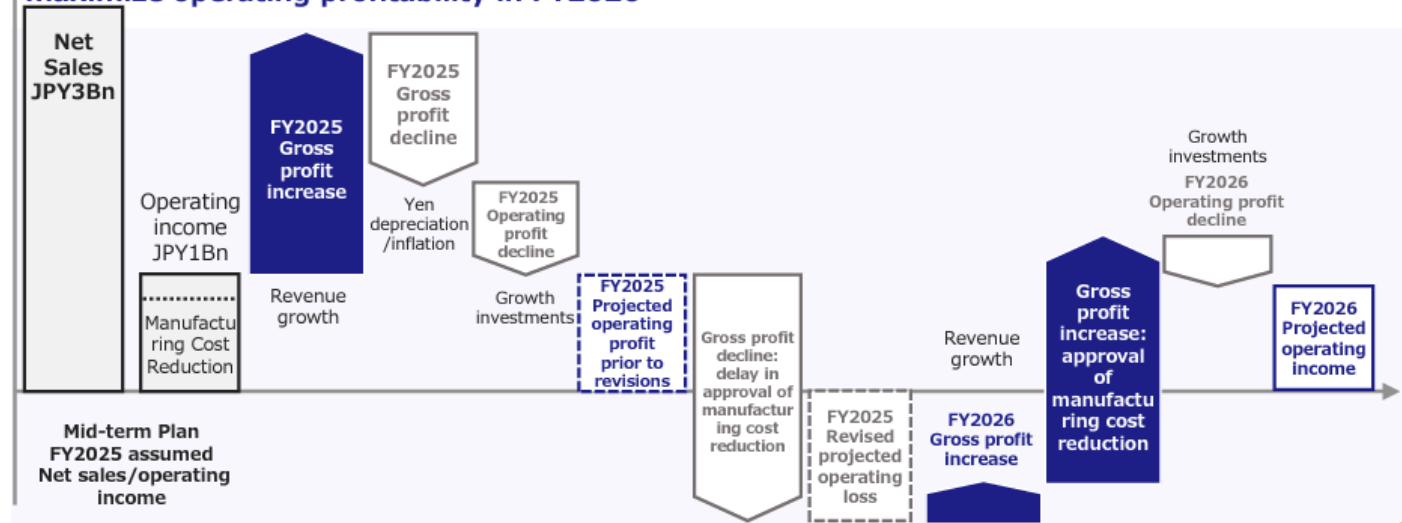 Net
Sales
JPY3Bn
Operating
income
JPY1Bn
Manufactu
ring Cost
Reduction
Mid-term Plan
FY2025 assumed
Net sales/operating
income
FY2025
Gross
profit
increase
Revenue
growth
FY2025
Gross
profit
decline
Yen
depreciation
/inflation
FY2025
Operating
profit
decline
Growth
investments
FY2025
Projected
operating
profit
prior to
revisions
Gross profit
decline:
delay in
approval of
manufactur
ing cost
reduction
FY2025
Revised
projected
operating
loss
Revenue
growth
FY2026
Gross profit
increase
Gross
profit
increase:
approval
of
manufactu
ring cost
reduction
Growth
investments
FY2026
Operating profit
decline
FY2026
Projected
operating
income